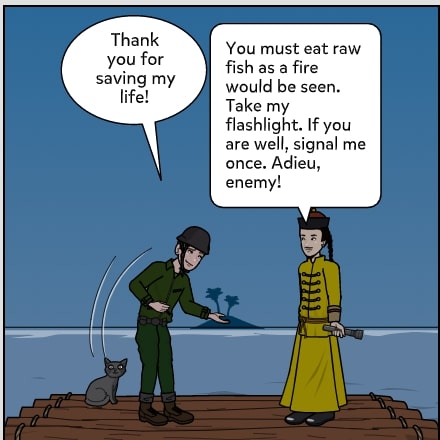 Thank
you for
saving my
life!
You must eat raw
fish as a fire
would be seen.
Take my
flashlight. If you
are well, signal me
once. Adieu,
enemy!